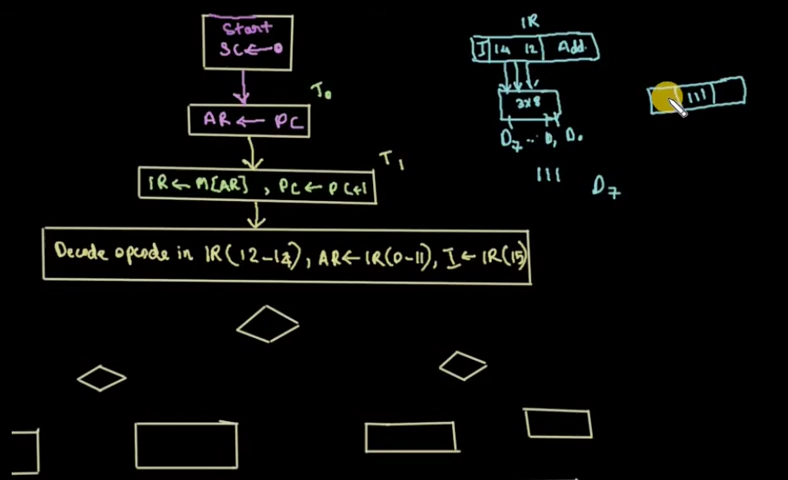 Start
SC ← 0
T₀
AR ← PC
T₁
IR ← M[AR] , PC ← PC+1
Decode opcode in IR(12-14), AR ← IR(0-11), I ← IR(15)
IR
I 14 12 Add.
3x8
D₇ ... D₁ D₀
111
D₇
111